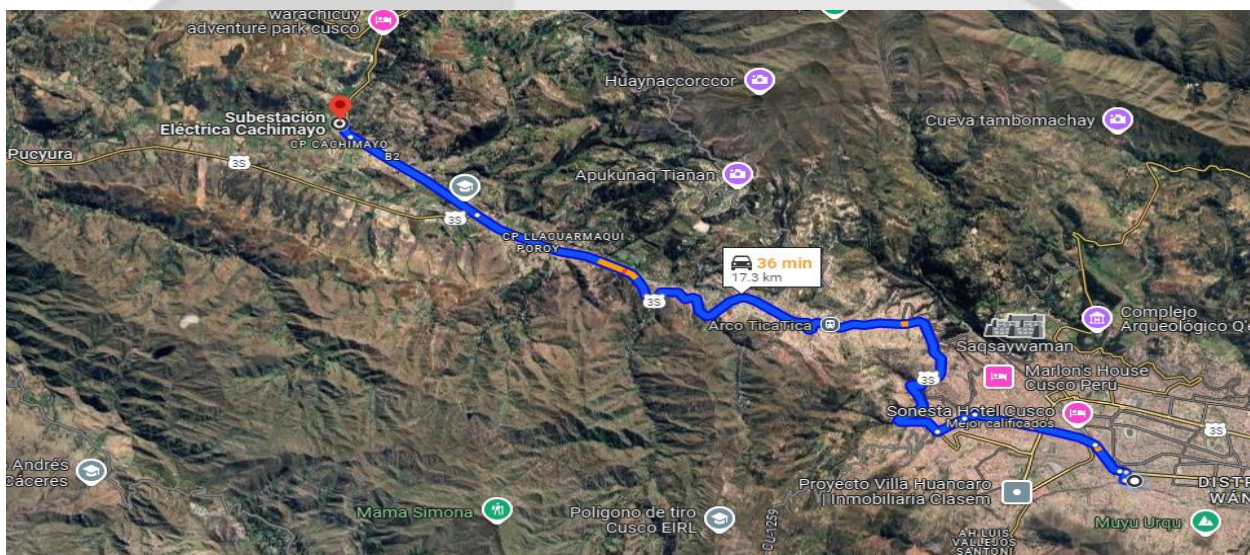 warachicuy
adventure park cusco
Huaynaccorccor
Cueva tambomachay
Subestación
Eléctrica Cachimayo
CP CACHIMAYO
B2
Pucyura
3S
Apukunaq Tianan
3S
CP LLACUARMAQUI
POROY
36 min
17.3 km
3S
Arco TicaTica
Complejo
Arqueológico Q'e
Saqsaywaman
3S
Marlon's House
Cusco Perú
Sonesta Hotel Cusco
Mejor calificados
3S
Andrés
Cáceres
Proyecto Villa Huancaro
| Inmobiliaria Clasem
DISTR
WÁN
Mama Simona
Polígono de tiro
Cusco EIRL
CU-1259
Muyu Urqu
AH LUIS
VALLEJOS
SANTONI